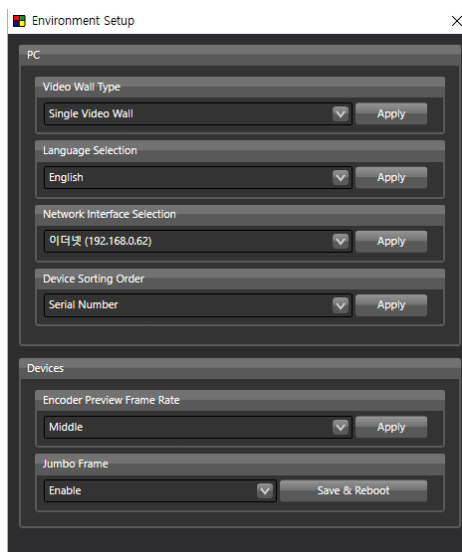 Environment Setup
PC
Video Wall Type
Single Video Wall
Apply
Language Selection
English
Apply
Network Interface Selection
이더넷 (192.168.0.62)
Apply
Device Sorting Order
Serial Number
Apply
Devices
Encoder Preview Frame Rate
Middle
Apply
Jumbo Frame
Enable
Save & Reboot